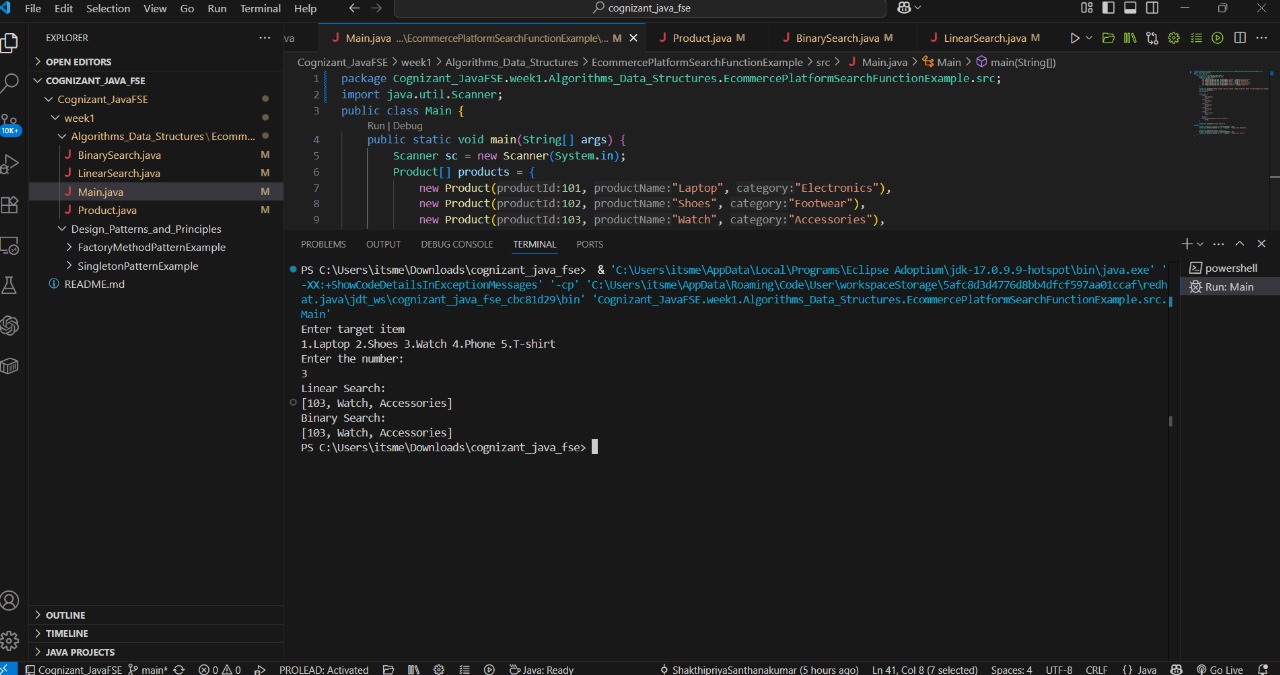 File Edit Selection View Go Run Terminal Help
cognizant_java_fse
EXPLORER
OPEN EDITORS
COGNIZANT_JAVA_FSE
Cognizant_JavaFSE
week1
Algorithms_Data_Structures \ Ecomm...
BinarySearch.java M
LinearSearch.java M
Main.java M
Product.java M
Design_Patterns_and_Principles
FactoryMethodPatternExample
SingletonPatternExample
README.md
10K+
OUTLINE
TIMELINE
JAVA PROJECTS
va
Main.java ...\EcommercePlatformSearchFunctionExample\... M
Product.java M
BinarySearch.java M
LinearSearch.java M
Cognizant_JavaFSE > week1 > Algorithms_Data_Structures > EcommercePlatformSearchFunctionExample > src > Main.java > Main > main(String[])
1 package Cognizant_JavaFSE.week1.Algorithms_Data_Structures.EcommercePlatformSearchFunctionExample.src;
2 import java.util.Scanner;
3 public class Main {
Run | Debug
4 public static void main(String[] args) {
5 Scanner sc = new Scanner(System.in);
6 Product[] products = {
7 new Product(productId:101, productName:"Laptop", category:"Electronics"),
8 new Product(productId:102, productName:"Shoes", category:"Footwear"),
9 new Product(productId:103, productName:"Watch", category:"Accessories"),
PROBLEMS OUTPUT DEBUG CONSOLE TERMINAL PORTS
powershell
Run: Main
PS C:\Users\itsme\Downloads\cognizant_java_fse> & 'C:\Users\itsme\AppData\Local\Programs\Eclipse Adoptium\jdk-17.0.9.9-hotspot\bin\java.exe' '
-XX:+ShowCodeDetailsInExceptionMessages' '-cp' 'C:\Users\itsme\AppData\Roaming\Code\User\workspaceStorage\5afc8d3d4776d8bb4dfcf597aa01ccaf\redh
at.java\jdt_ws\cognizant_java_fse_cbc81d29\bin' 'Cognizant_JavaFSE.week1.Algorithms_Data_Structures.EcommercePlatformSearchFunctionExample.src.
Main'
Enter target item
1.Laptop 2.Shoes 3.Watch 4.Phone 5.T-shirt
Enter the number:
3
Linear Search:
[103, Watch, Accessories]
Binary Search:
[103, Watch, Accessories]
PS C:\Users\itsme\Downloads\cognizant_java_fse>
Cognizant_JavaFSE main* 0 0 PROLEAD: Activated Java: Ready ShakthipriyaSanthanakumar (5 hours ago) Ln 41, Col 8 (7 selected) Spaces: 4 UTF-8 CRLF {} Java Go Live